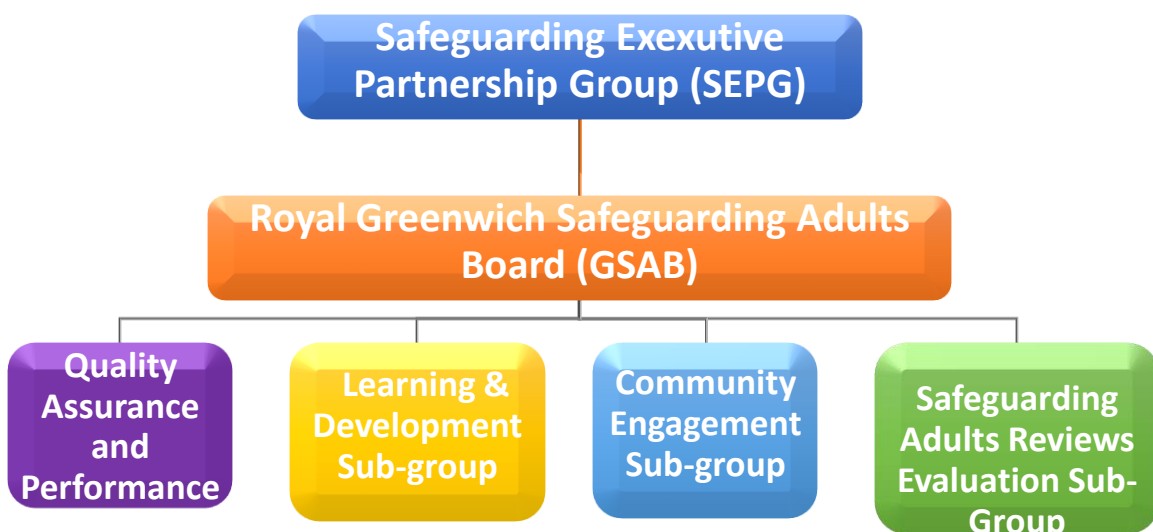 Safeguarding Exexutive
Partnership Group (SEPG)
Royal Greenwich Safeguarding Adults
Board (GSAB)
Quality
Assurance
and
Performance
Learning &
Development
Sub-group
Community
Engagement
Sub-group
Safeguarding
Adults Reviews
Evaluation Sub-
Group